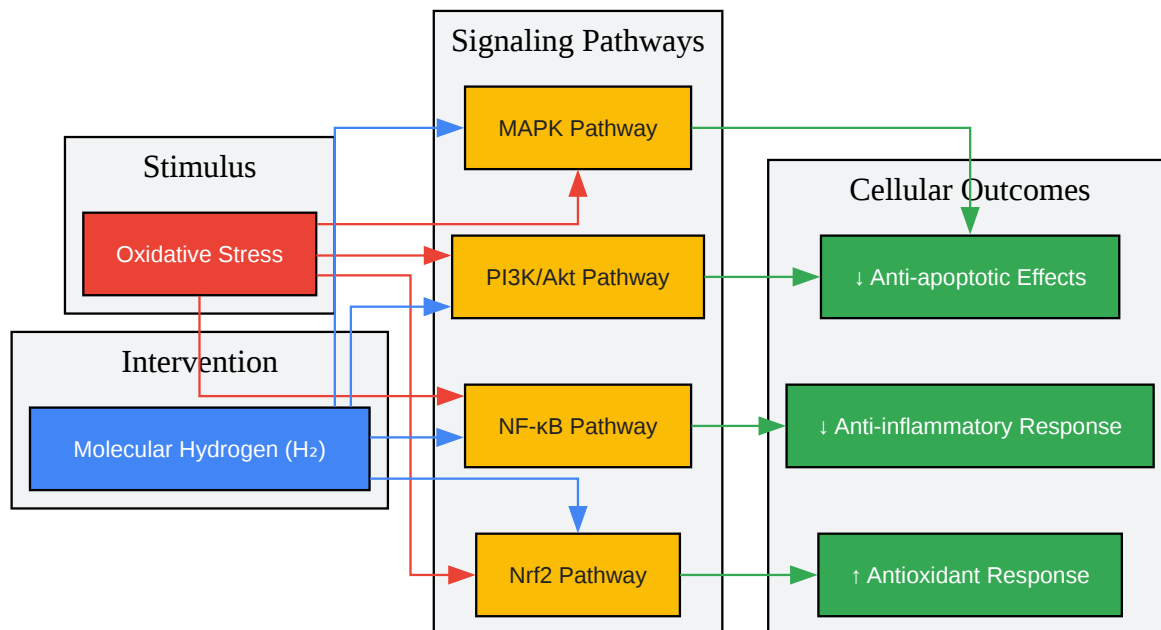 Signaling Pathways
MAPK Pathway
Stimulus
Cellular Outcomes
Oxidative Stress
PI3K/Akt Pathway
↓ Anti-apoptotic Effects
Intervention
NF-κB Pathway
↓ Anti-inflammatory Response
Molecular Hydrogen (H₂)
Nrf2 Pathway
↑ Antioxidant Response